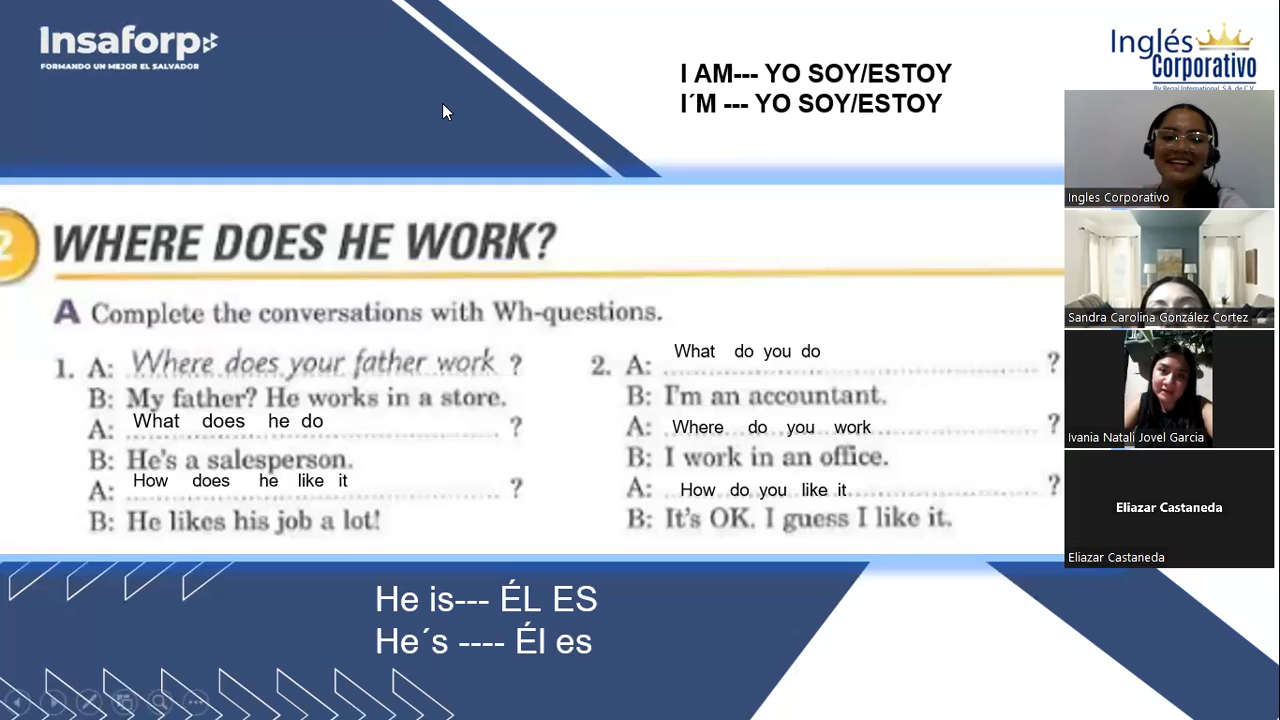 Insaforp
FORMANDO UN MEJOR EL SALVADOR
I AM--- YO SOY/ESTOY
I´M --- YO SOY/ESTOY
Inglés
Corporativo
By Renal International, S.A. de C.V.
Ingles Corporativo
Sandra Carolina González Cortez
Ivania Natali Jovel Garcia
Eliazar Castaneda
Eliazar Castaneda
2 WHERE DOES HE WORK?
A Complete the conversations with Wh-questions.
1. A: Where does your father work ?
B: My father? He works in a store.
A: What does he do ?
B: He's a salesperson.
A: How does he like it ?
B: He likes his job a lot!
2. A: What do you do ?
B: I'm an accountant.
A: Where do you work ?
B: I work in an office.
A: How do you like it ?
B: It's OK. I guess I like it.
He is--- ÉL ES
He´s ---- Él es